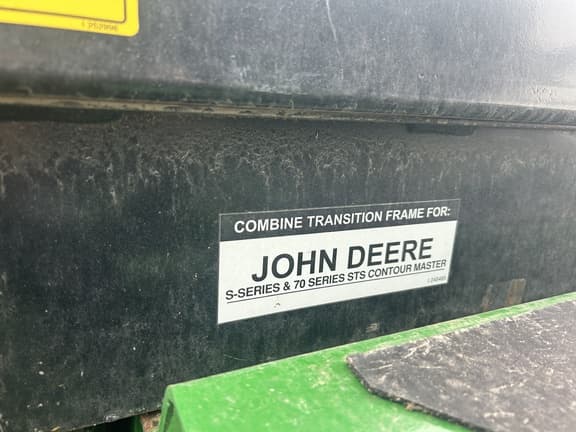 COMBINE TRANSITION FRAME FOR:
JOHN DEERE
S-SERIES & 70 SERIES STS CONTOUR MASTER